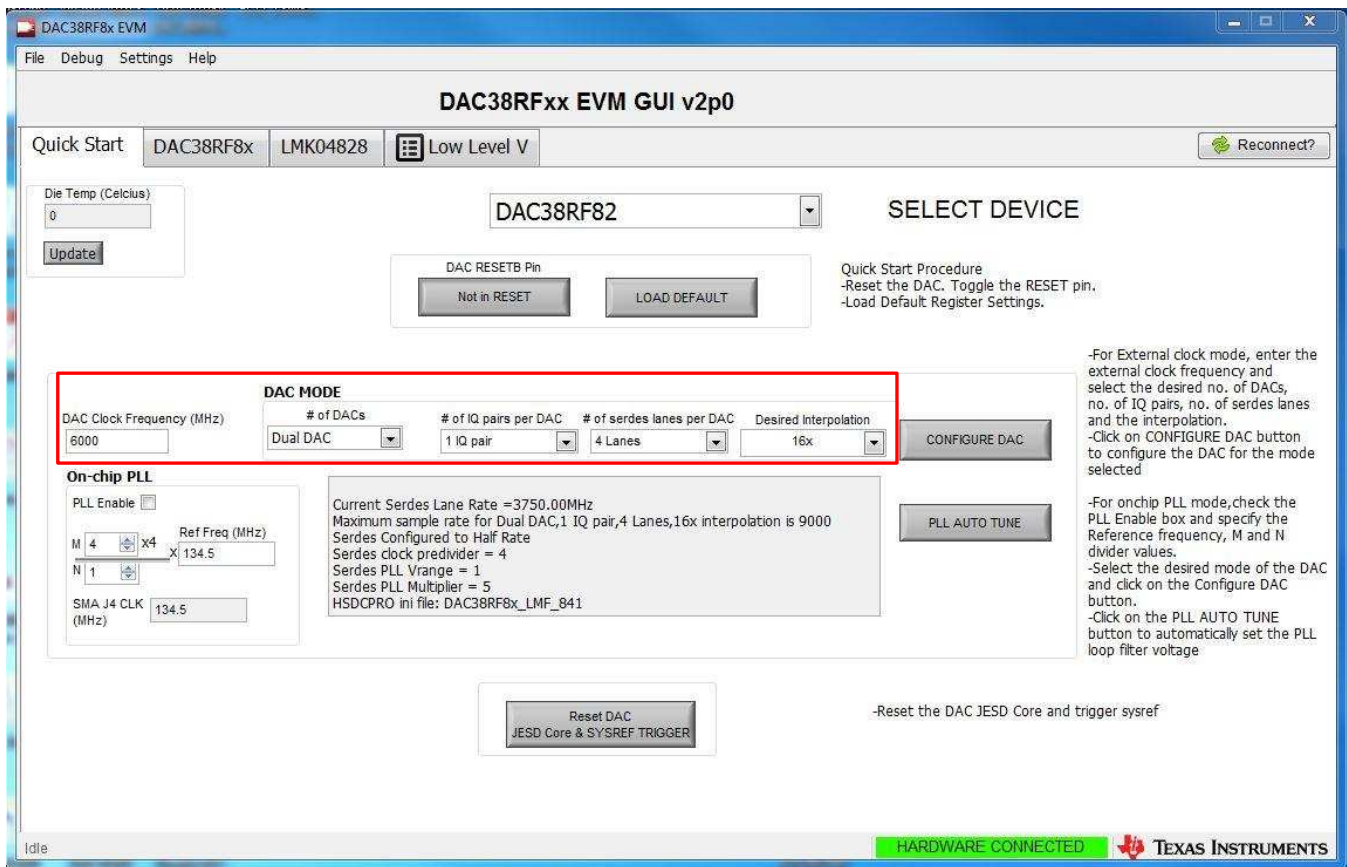 DAC38RF8x EVM
File Debug Settings Help
DAC38RFxx EVM GUI v2p0
Quick Start DAC38RF8x LMK04828 Low Level V Reconnect?
Die Temp (Celcius)
0
Update
DAC38RF82
SELECT DEVICE
DAC RESETB Pin
Not in RESET LOAD DEFAULT
Quick Start Procedure
-Reset the DAC. Toggle the RESET pin.
-Load Default Register Settings.
DAC MODE
DAC Clock Frequency (MHz) # of DACs # of IQ pairs per DAC # of serdes lanes per DAC Desired Interpolation
6000 Dual DAC 1 IQ pair 4 Lanes 16x
CONFIGURE DAC
-For External clock mode, enter the
external clock frequency and
select the desired no. of DACs,
no. of IQ pairs, no. of serdes lanes
and the interpolation.
-Click on CONFIGURE DAC button
to configure the DAC for the mode
selected
On-chip PLL
PLL Enable
M 4 x4 Ref Freq (MHz)
X 134.5
N 1
SMA J4 CLK 134.5
(MHz)
Current Serdes Lane Rate =3750.00MHz
Maximum sample rate for Dual DAC,1 IQ pair,4 Lanes,16x interpolation is 9000
Serdes Configured to Half Rate
Serdes clock predivider = 4
Serdes PLL Vrange = 1
Serdes PLL Multiplier = 5
HSDCPRO ini file: DAC38RF8x_LMF_841
PLL AUTO TUNE
-For onchip PLL mode,check the
PLL Enable box and specify the
Reference frequency, M and N
divider values.
-Select the desired mode of the DAC
and click on the Configure DAC
button.
-Click on the PLL AUTO TUNE
button to automatically set the PLL
loop filter voltage
Reset DAC
JESD Core & SYSREF TRIGGER
-Reset the DAC JESD Core and trigger sysref
Idle HARDWARE CONNECTED TEXAS INSTRUMENTS